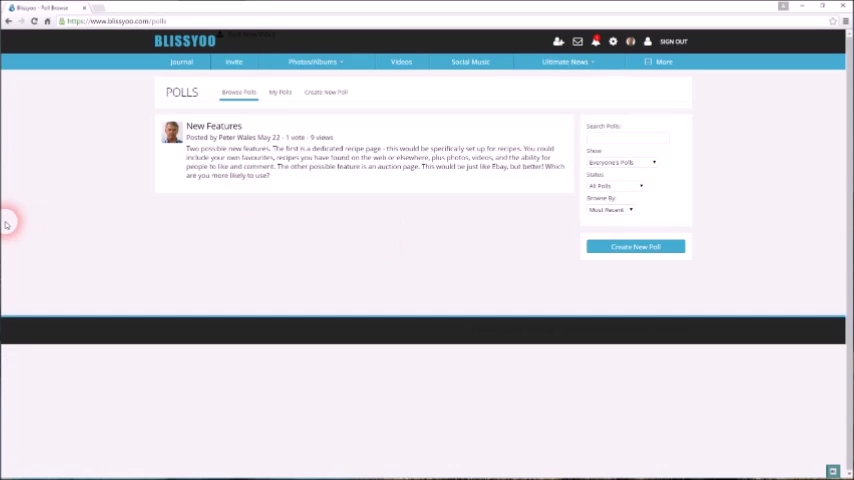 Blissyoo - Poll Browse
https://www.blissyoo.com/polls
BLISSYOO
SIGN OUT
Journal Invite Photos/Albums Videos Social Music Ultimate News More
POLLS Browse Polls My Polls Create New Poll
New Features
Posted by Peter Wales May 22 - 1 vote - 9 views
Two possible new features. The first is a dedicated recipe page - this would be specifically set up for recipes. You could
include your own favourites, recipes you have found on the web or elsewhere, plus photos, videos, and the ability for
people to like and comment. The other possible feature is an auction page. This would be just like Ebay, but better! Which
are you more likely to use?
Search Polls:
Show
Everyone's Polls
Status:
All Polls
Browse By:
Most Recent
Create New Poll